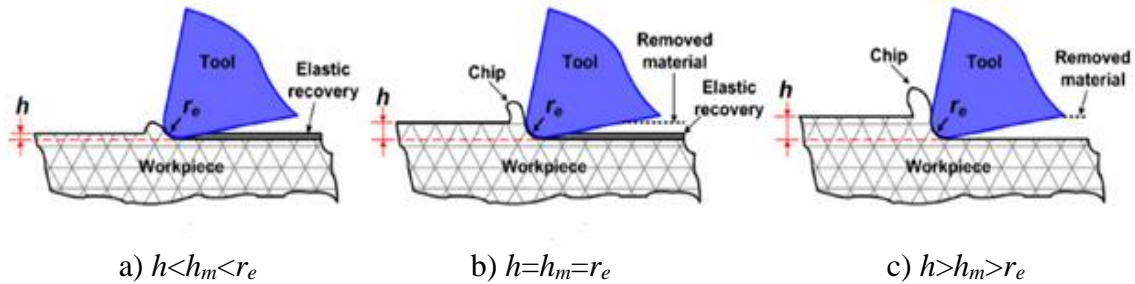 h
Tool
Elastic
recovery
rₑ
Workpiece
h
Chip
Tool
Removed
material
Elastic
recovery
rₑ
Workpiece
h
Chip
Tool
Removed
material
rₑ
Workpiece
a) h<hₘ<rₑ
b) h=hₘ=rₑ
c) h>hₘ>rₑ